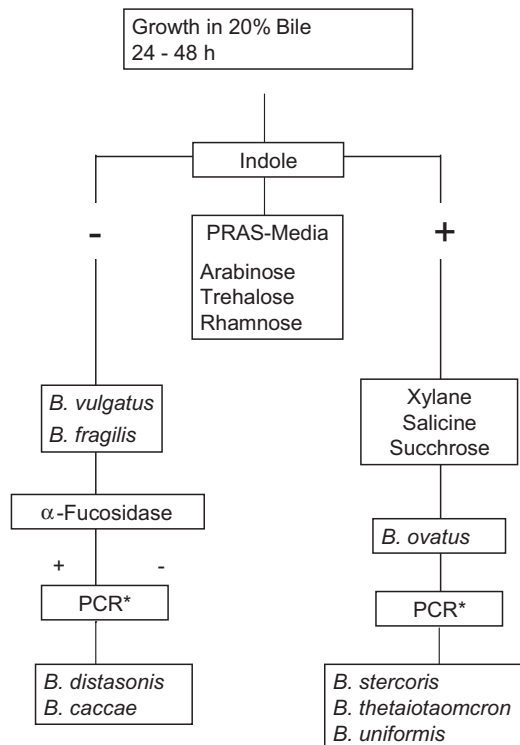 Growth in 20% Bile
24 - 48 h
Indole
-
+
PRAS-Media
Arabinose
Trehalose
Rhamnose
B. vulgatus
B. fragilis
Xylane
Salicine
Succhrose
α-Fucosidase
B. ovatus
+ -
PCR*
PCR*
B. distasonis
B. caccae
B. stercoris
B. thetaiotaomcron
B. uniformis